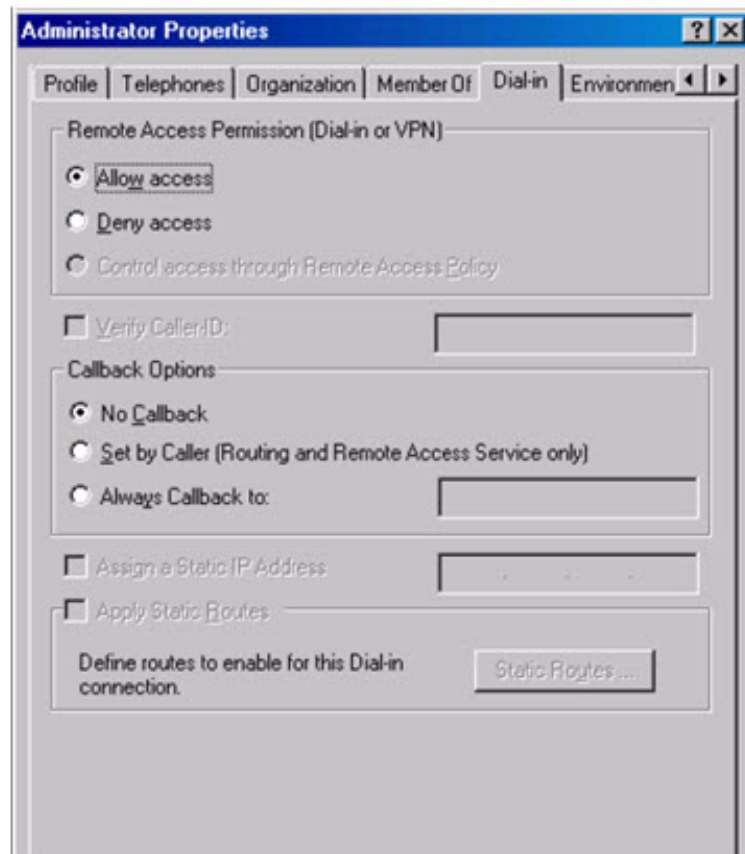 Administrator Properties
Profile Telephones Organization Member Of Dial-in Environmen
Remote Access Permission (Dial-in or VPN)
Allow access
Deny access
Control access through Remote Access Policy
Verify Caller-ID:
Callback Options
No Callback
Set by Caller (Routing and Remote Access Service only)
Always Callback to:
Assign a Static IP Address
Apply Static Routes
Define routes to enable for this Dial-in
connection.
Static Routes ...